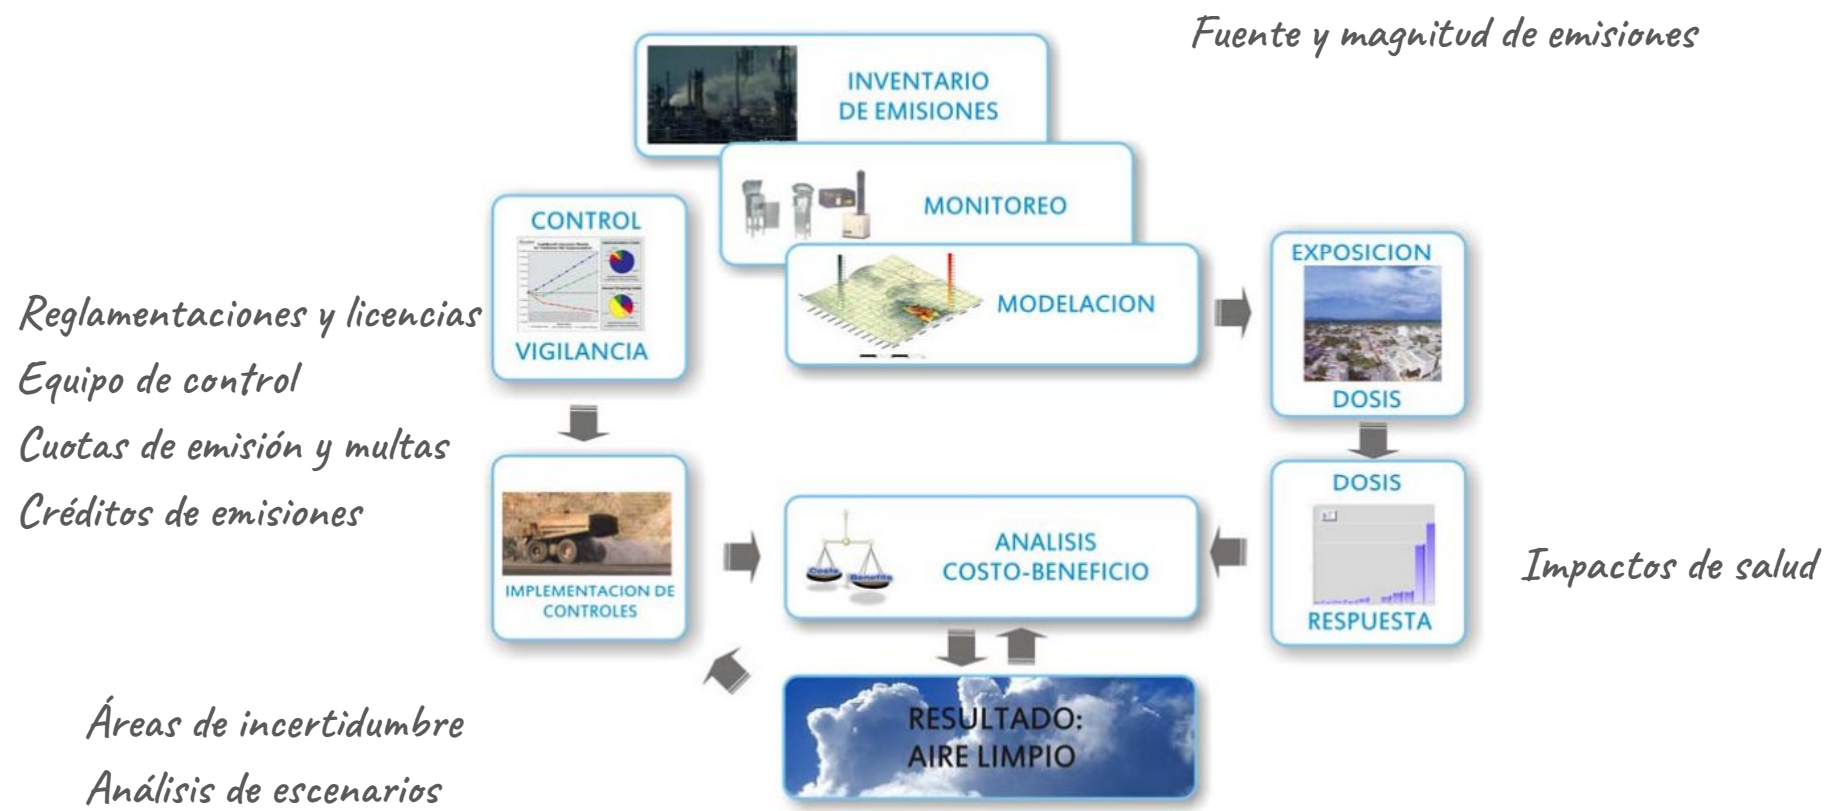 Fuente y magnitud de emisiones
INVENTARIO
DE EMISIONES
MONITOREO
MODELACION
CONTROL
VIGILANCIA
EXPOSICION
DOSIS
Reglamentaciones y licencias
Equipo de control
Cuotas de emisión y multas
Créditos de emisiones
IMPLEMENTACION DE
CONTROLES
Costs
Benefits
ANALISIS
COSTO-BENEFICIO
DOSIS
RESPUESTA
Impactos de salud
RESULTADO:
AIRE LIMPIO
Áreas de incertidumbre
Análisis de escenarios